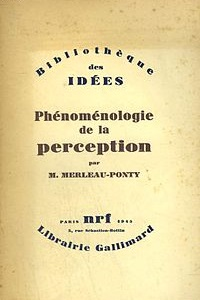 Bibliothèque
des
IDÉES
Phénoménologie
de la
perception
par
M. MERLEAU-PONTY
PARIS nrf 1945
5, rue Sébastien-Bottin
Librairie Gallimard